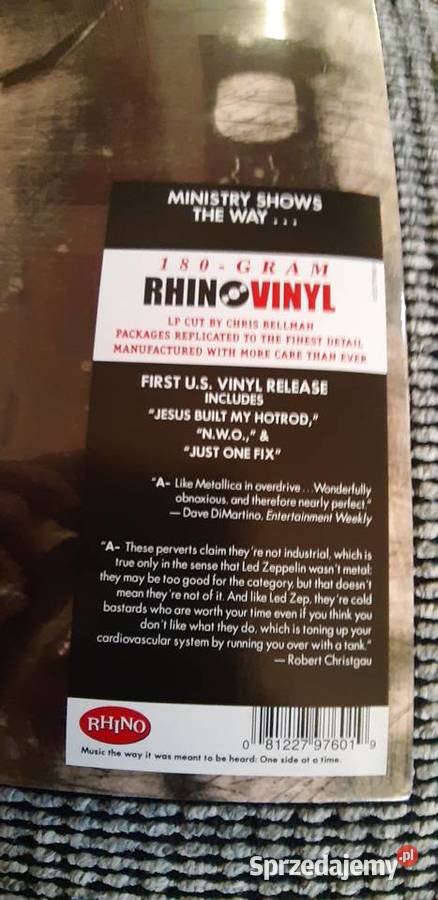 MINISTRY SHOWS
THE WAY . . .
180-GRAM
RHINOVINYL
LP CUT BY CHRIS BELLMAN
PACKAGES REPLICATED TO THE FINEST DETAIL
MANUFACTURED WITH MORE CARE THAN EVER
FIRST U.S. VINYL RELEASE
INCLUDES
"JESUS BUILT MY HOTROD,"
"N.W.O.," &
"JUST ONE FIX"
"A– Like Metallica in overdrive...Wonderfully
obnoxious, and therefore nearly perfect."
— Dave DiMartino, Entertainment Weekly
"A– These perverts claim they're not industrial, which is
true only in the sense that Led Zeppelin wasn't metal:
they may be too good for the category, but that doesn't
mean they're not of it. And like Led Zep, they're cold
bastards who are worth your time even if you think you
don't like what they do, which is toning up your
cardiovascular system by running you over with a tank."
— Robert Christgau
RHINO
0 81227 97601 9
Music the way it was meant to be heard: One side at a time.
Sprzedajemy.pl